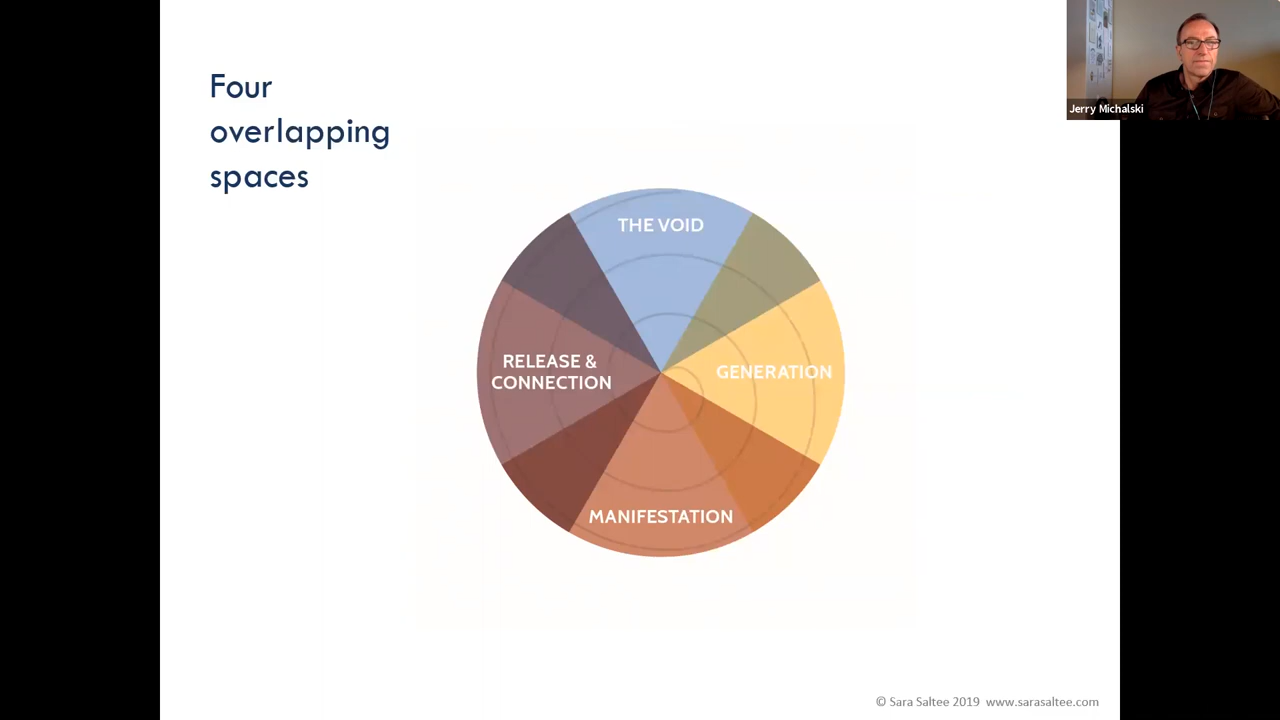 Four
overlapping
spaces
Jerry Michalski
THE VOID
RELEASE &
CONNECTION
GENERATION
MANIFESTATION
© Sara Saltee 2019 www.sarasaltee.com